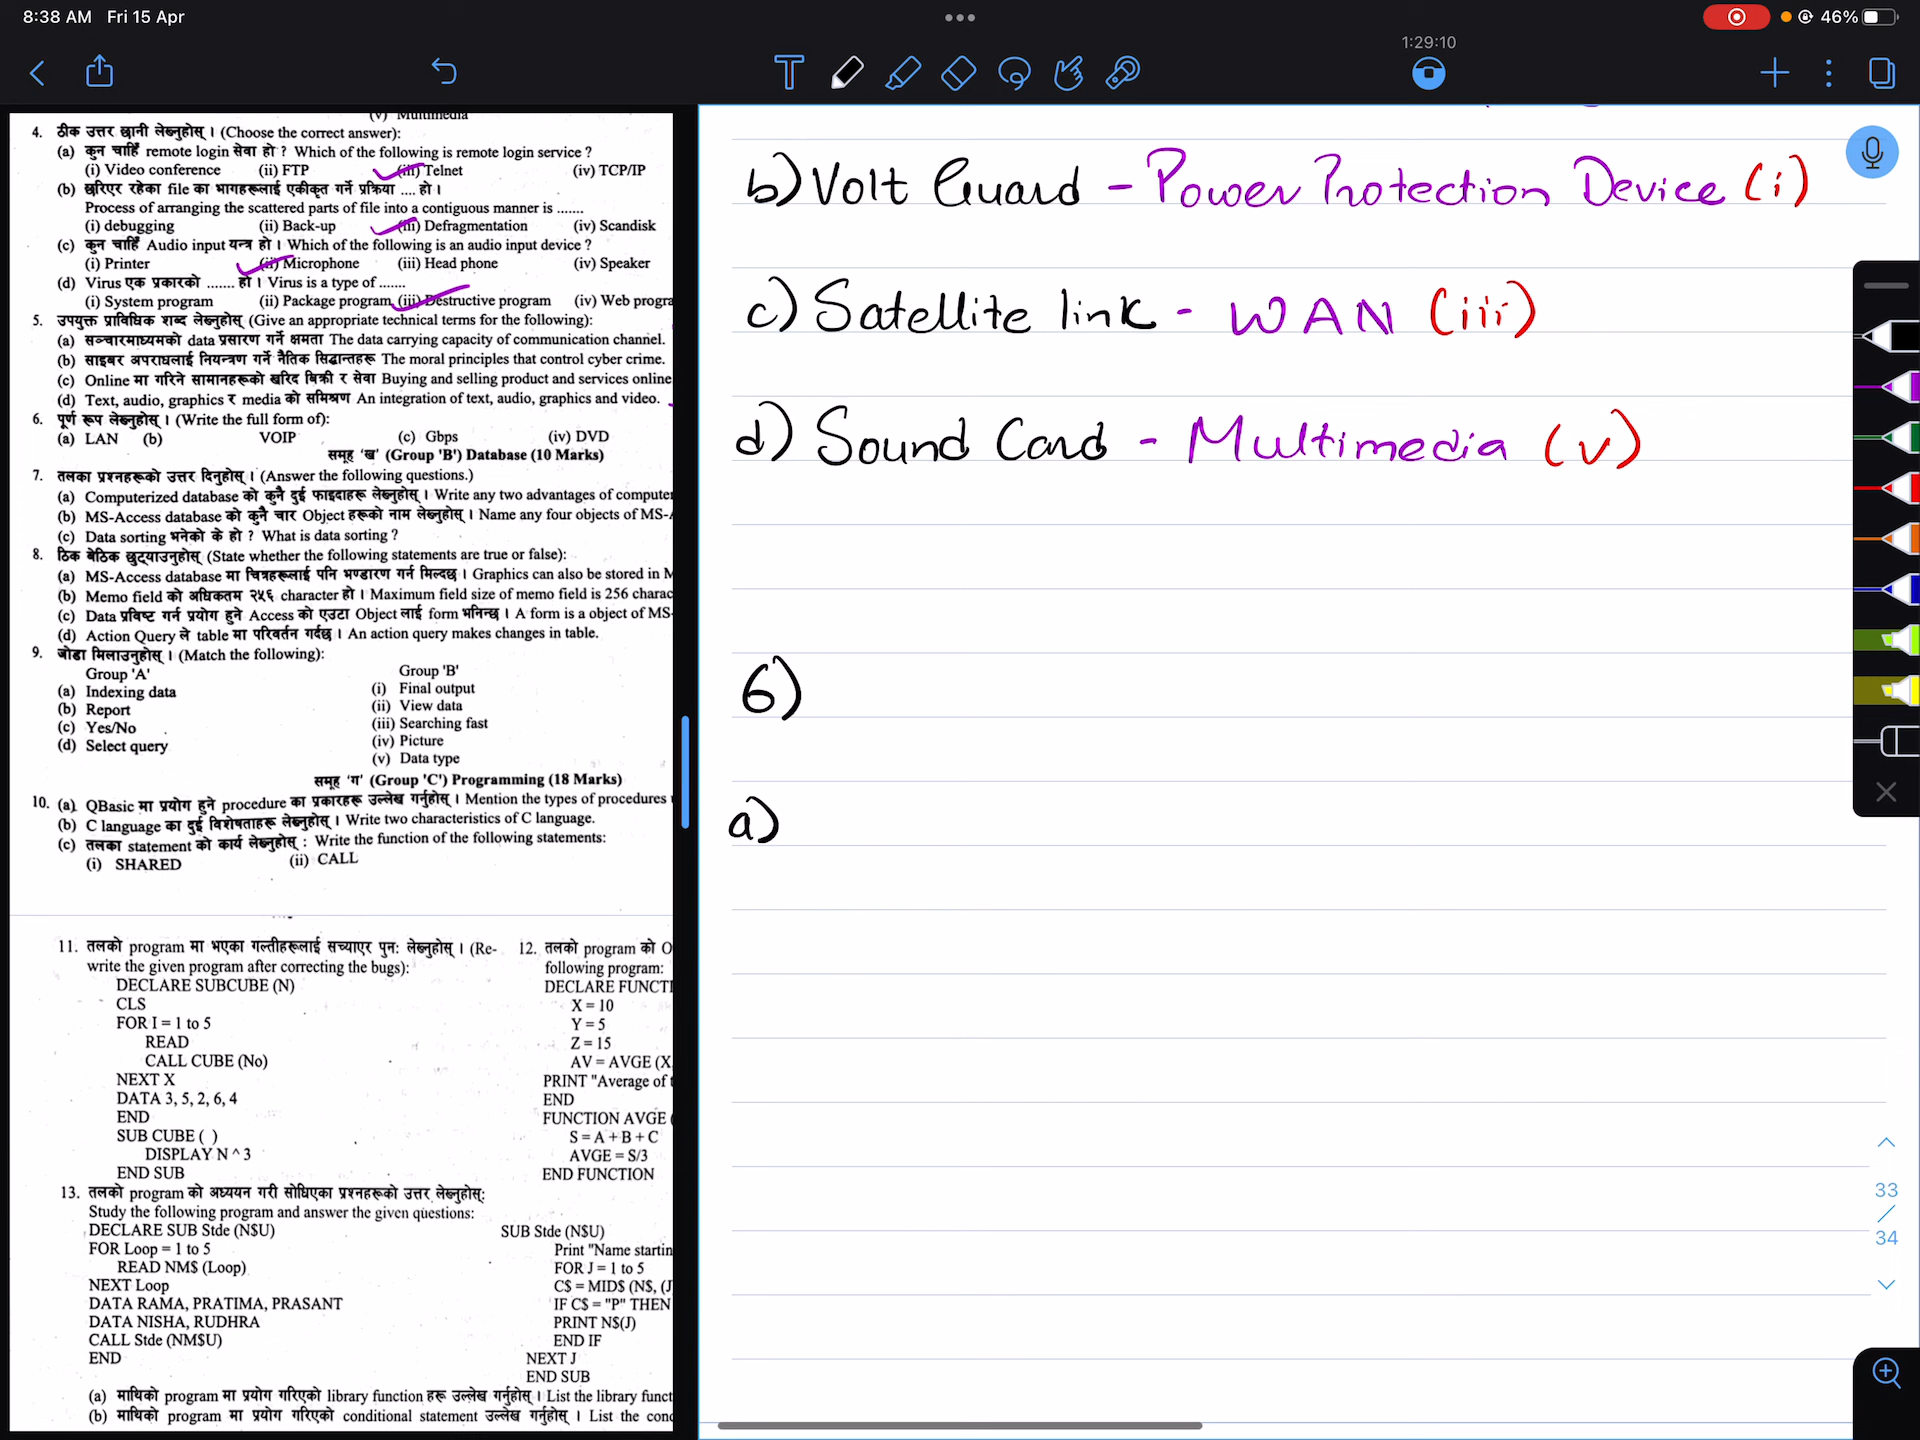 8:38 AM Fri 15 Apr
46%
1:29:10
(v) Multimedia
4. ठीक उत्तर छानी लेख्नुहोस् । (Choose the correct answer):
(a) कुन चाहिँ remote login सेवा हो ? Which of the following is remote login service ?
(i) Video conference (ii) FTP (iii) Telnet (iv) TCP/IP
(b) छरिएर रहेका file का भागहरूलाई एकीकृत गर्ने प्रक्रिया .... हो ।
Process of arranging the scattered parts of file into a contiguous manner is .......
(i) debugging (ii) Back-up (iii) Defragmentation (iv) Scandisk
(c) कुन चाहिँ Audio input यन्त्र हो । Which of the following is an audio input device ?
(i) Printer (ii) Microphone (iii) Head phone (iv) Speaker
(d) Virus एक प्रकारको ....... हो । Virus is a type of .......
(i) System program (ii) Package program (iii) Destructive program (iv) Web progra
5. उपयुक्त प्राविधिक शब्द लेख्नुहोस् (Give an appropriate technical terms for the following):
(a) सञ्चारमाध्यमको data प्रसारण गर्ने क्षमता The data carrying capacity of communication channel.
(b) साइबर अपराधलाई नियन्त्रण गर्ने नैतिक सिद्धान्तहरू The moral principles that control cyber crime.
(c) Online मा गरिने सामानहरूको खरिद बिक्री र सेवा Buying and selling product and services online
(d) Text, audio, graphics र media को समिश्रण An integration of text, audio, graphics and video.
6. पूर्ण रूप लेख्नुहोस् । (Write the full form of):
(a) LAN (b) VOIP (c) Gbps (iv) DVD
समूह 'ख' (Group 'B') Database (10 Marks)
7. तलका प्रश्नहरूको उत्तर दिनुहोस् । (Answer the following questions.)
(a) Computerized database को कुनै दुई फाइदाहरू लेख्नुहोस् । Write any two advantages of compute
(b) MS-Access database को कुनै चार Object हरूको नाम लेख्नुहोस् । Name any four objects of MS-A
(c) Data sorting भनेको के हो ? What is data sorting ?
8. ठिक बेठिक छुट्याउनुहोस् (State whether the following statements are true or false):
(a) MS-Access database मा चित्रहरूलाई पनि भण्डारण गर्न मिल्दछ । Graphics can also be stored in M
(b) Memo field को अधिकतम २५६ character हो । Maximum field size of memo field is 256 charac
(c) Data प्रविष्ट गर्न प्रयोग हुने Access को एउटा Object लाई form भनिन्छ । A form is a object of MS-
(d) Action Query ले table मा परिवर्तन गर्दछ । An action query makes changes in table.
9. जोडा मिलाउनुहोस् । (Match the following):
Group 'A' Group 'B'
(a) Indexing data (i) Final output
(b) Report (ii) View data
(c) Yes/No (iii) Searching fast
(d) Select query (iv) Picture
(v) Data type
समूह 'ग' (Group 'C') Programming (18 Marks)
10. (a) QBasic मा प्रयोग हुने procedure का प्रकारहरू उल्लेख गर्नुहोस् । Mention the types of procedures
(b) C language का दुई विशेषताहरू लेख्नुहोस् । Write two characteristics of C language.
(c) तलका statement को कार्य लेख्नुहोस् : Write the function of the following statements:
(i) SHARED (ii) CALL
11. तलको program मा भएका गल्तीहरूलाई सच्याएर पुन: लेख्नुहोस् । (Re-
write the given program after correcting the bugs):
DECLARE SUBCUBE (N)
CLS
FOR I = 1 to 5
READ
CALL CUBE (No)
NEXT X
DATA 3, 5, 2, 6, 4
END
SUB CUBE ( )
DISPLAY N ^ 3
END SUB
12. तलको program को O
following program:
DECLARE FUNCTI
X = 10
Y = 5
Z = 15
AV = AVGE (X,
PRINT "Average of t
END
FUNCTION AVGE (
S = A + B + C
AVGE = S/3
END FUNCTION
13. तलको program को अध्ययन गरी सोधिएका प्रश्नहरूको उत्तर लेख्नुहोस्:
Study the following program and answer the given questions:
DECLARE SUB Stde (N$U)
FOR Loop = 1 to 5
READ NM$ (Loop)
NEXT Loop
DATA RAMA, PRATIMA, PRASANT
DATA NISHA, RUDHRA
CALL Stde (NM$U)
END
SUB Stde (N$U)
Print "Name startin
FOR J = 1 to 5
C$ = MID$ (N$, (J
IF C$ = "P" THEN
PRINT N$(J)
END IF
NEXT J
END SUB
(a) माथिको program मा प्रयोग गरिएको library function हरू उल्लेख गर्नुहोस् । List the library funct
(b) माथिको program मा प्रयोग गरिएको conditional statement उल्लेख गर्नुहोस् । List the con
b) Volt Guard - Power Protection Device (i)
c) Satellite link - WAN (iii)
d) Sound Card - Multimedia (v)
6)
a)
33
/
34